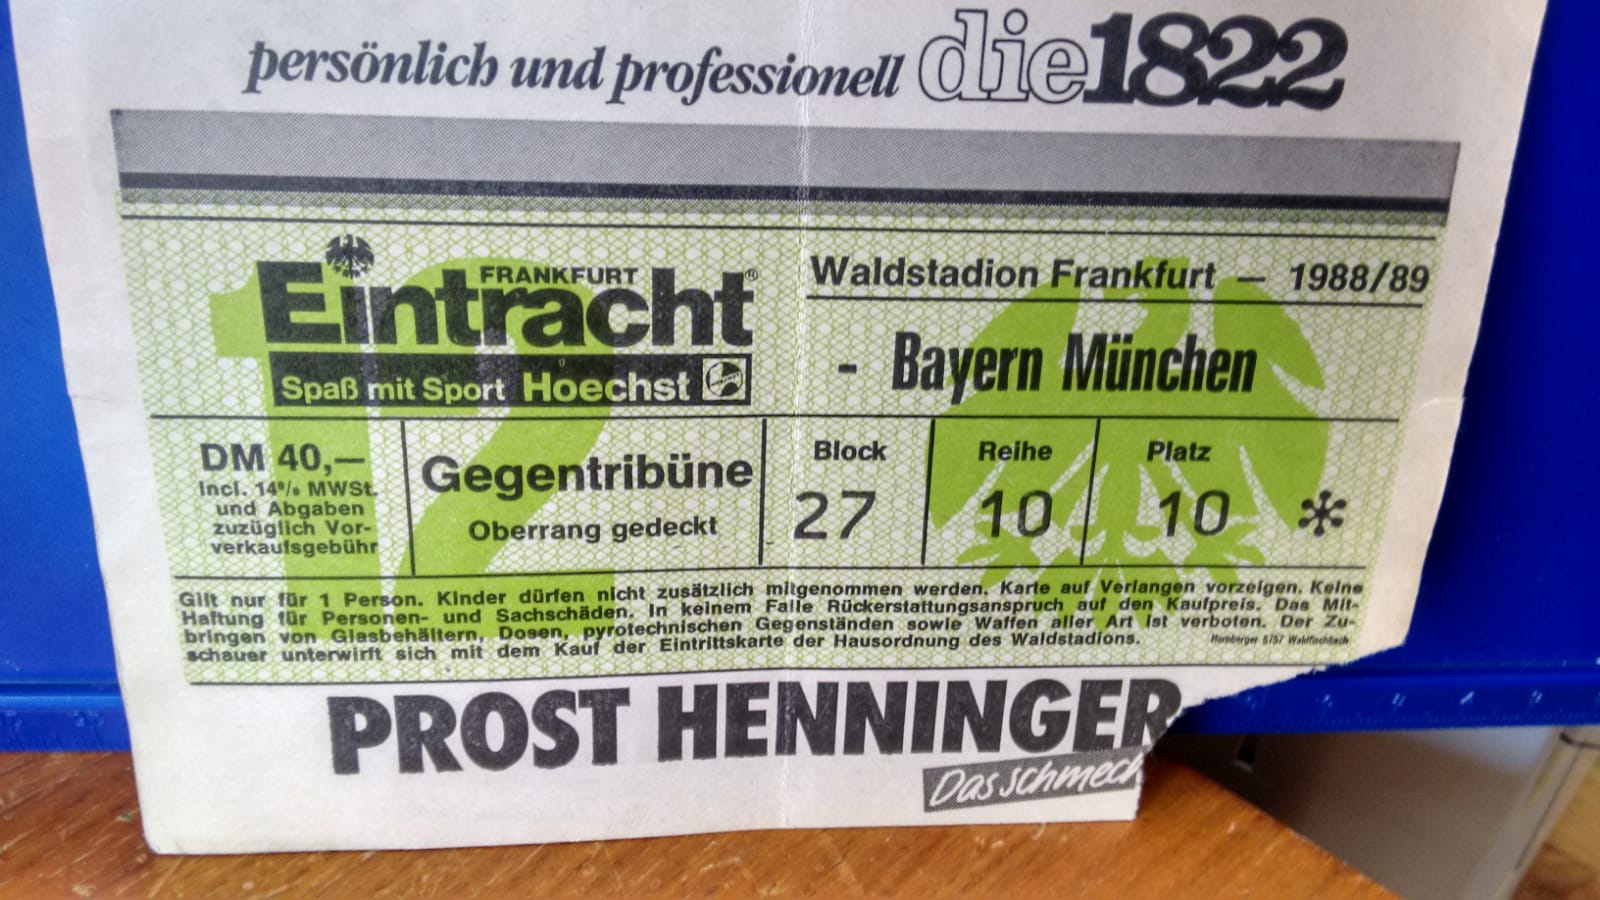 persönlich und professionell die1822
Eintracht FRANKFURT ®
Spaß mit Sport Hoechst
Waldstadion Frankfurt — 1988/89
- Bayern München
12
DM 40,—
Incl. 14% MWSt.
und Abgaben
zuzüglich Vor-
verkaufsgebühr
Gegentribüne
Oberrang gedeckt
Block
27
Reihe
10
Platz
10 *
Gilt nur für 1 Person. Kinder dürfen nicht zusätzlich mitgenommen werden. Karte auf Verlangen vorzeigen. Keine
Haftung für Personen- und Sachschäden. In keinem Falle Rückerstattungsanspruch auf den Kaufpreis. Das Mit-
bringen von Glasbehältern, Dosen, pyrotechnischen Gegenständen sowie Waffen aller Art ist verboten. Der Zu-
schauer unterwirft sich mit dem Kauf der Eintrittskarte der Hausordnung des Waldstadions.
Hornberger 6757 Waldfischbach
PROST HENNINGER
Das schmeck